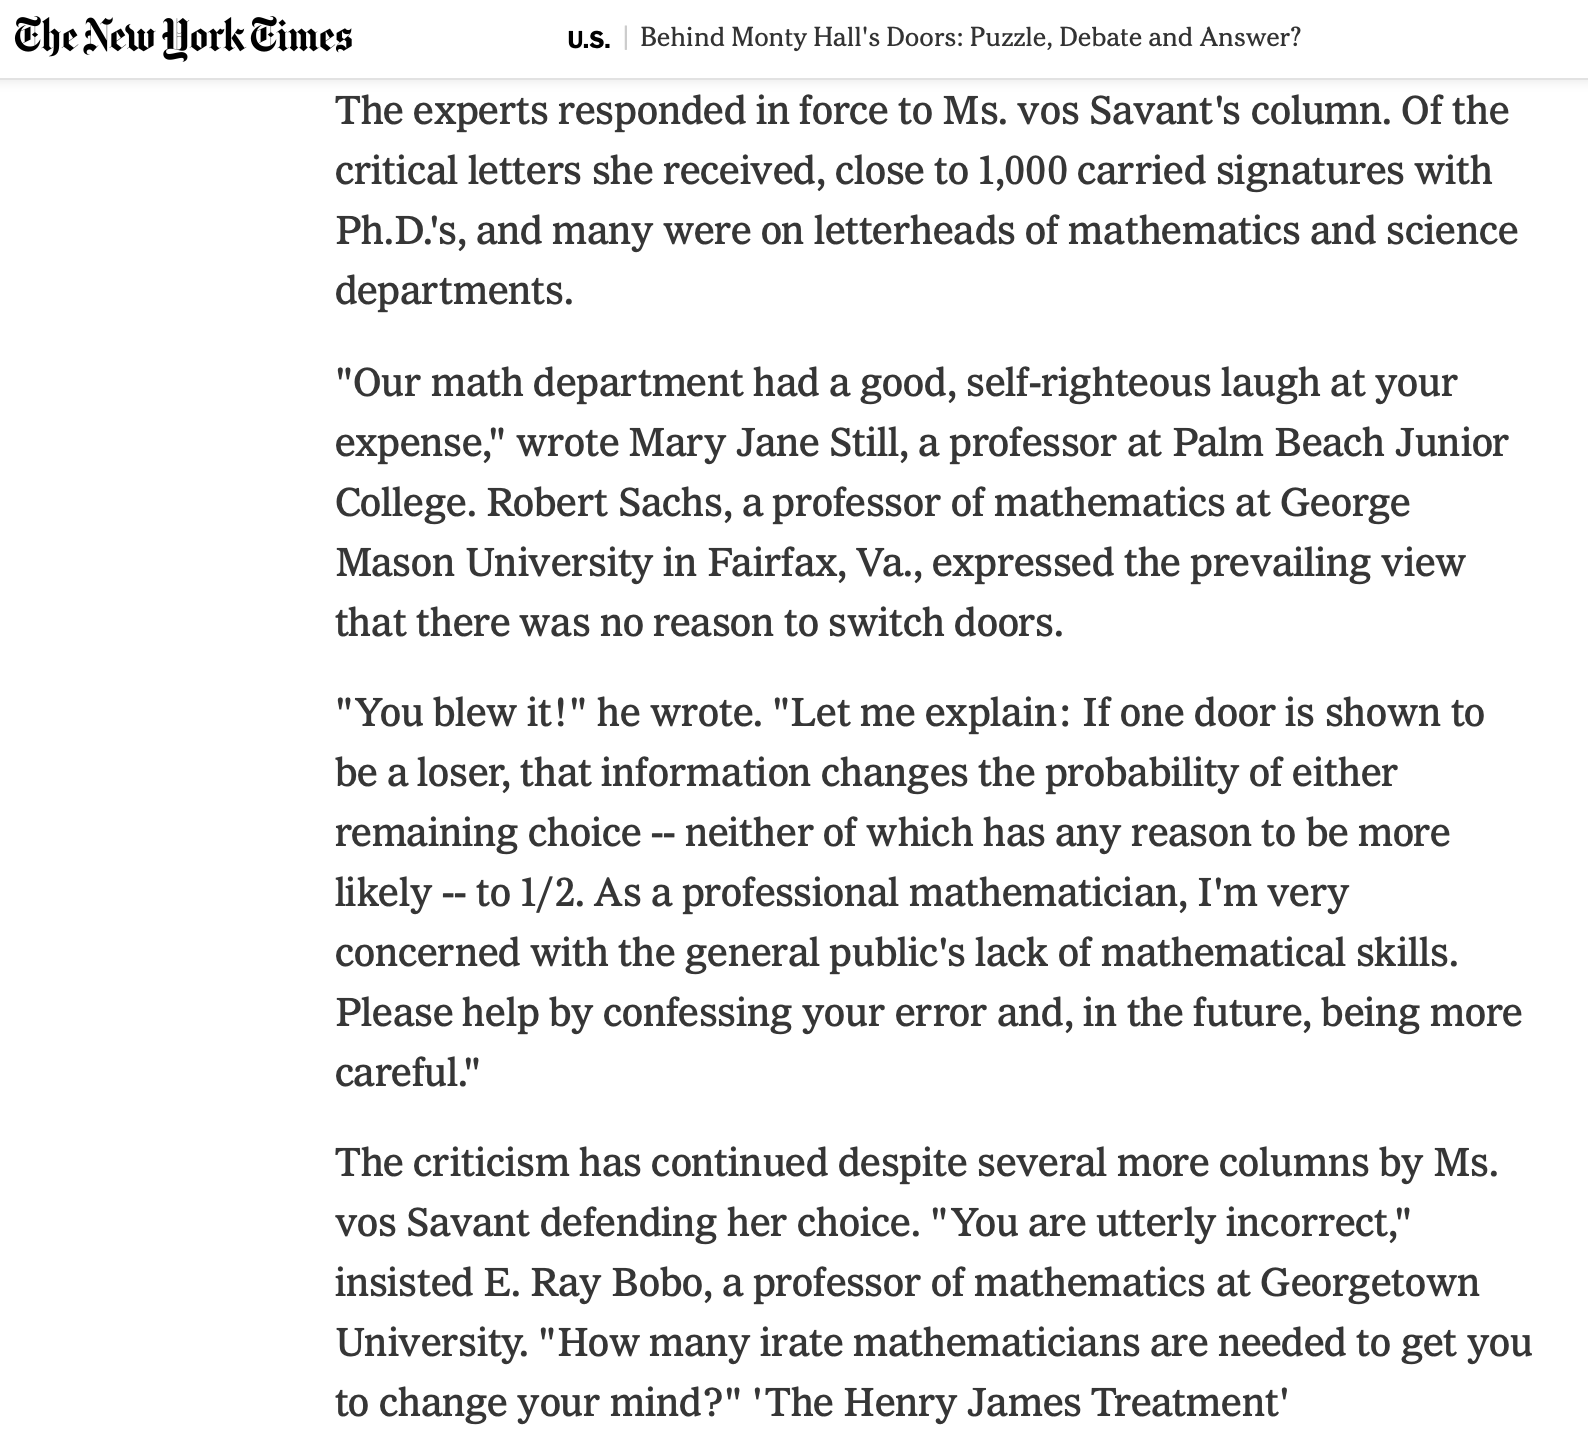 The New York Times
U.S. | Behind Monty Hall's Doors: Puzzle, Debate and Answer?
The experts responded in force to Ms. vos Savant's column. Of the
critical letters she received, close to 1,000 carried signatures with
Ph.D.'s, and many were on letterheads of mathematics and science
departments.
"Our math department had a good, self-righteous laugh at your
expense," wrote Mary Jane Still, a professor at Palm Beach Junior
College. Robert Sachs, a professor of mathematics at George
Mason University in Fairfax, Va., expressed the prevailing view
that there was no reason to switch doors.
"You blew it!" he wrote. "Let me explain: If one door is shown to
be a loser, that information changes the probability of either
remaining choice -- neither of which has any reason to be more
likely -- to 1/2. As a professional mathematician, I'm very
concerned with the general public's lack of mathematical skills.
Please help by confessing your error and, in the future, being more
careful."
The criticism has continued despite several more columns by Ms.
vos Savant defending her choice. "You are utterly incorrect,"
insisted E. Ray Bobo, a professor of mathematics at Georgetown
University. "How many irate mathematicians are needed to get you
to change your mind?" 'The Henry James Treatment'